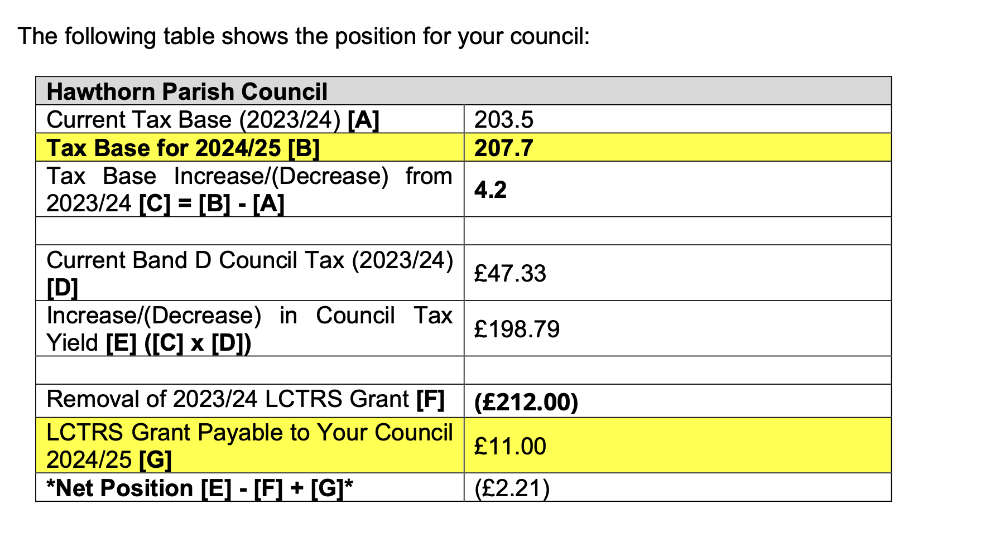 The following table shows the position for your council:
Hawthorn Parish Council
Current Tax Base (2023/24) [A] 203.5
Tax Base for 2024/25 [B] 207.7
Tax Base Increase/(Decrease) from
2023/24 [C] = [B] - [A] 4.2
Current Band D Council Tax (2023/24)
[D] £47.33
Increase/(Decrease) in Council Tax
Yield [E] ([C] x [D]) £198.79
Removal of 2023/24 LCTRS Grant [F] (£212.00)
LCTRS Grant Payable to Your Council
2024/25 [G] £11.00
*Net Position [E] - [F] + [G]* (£2.21)